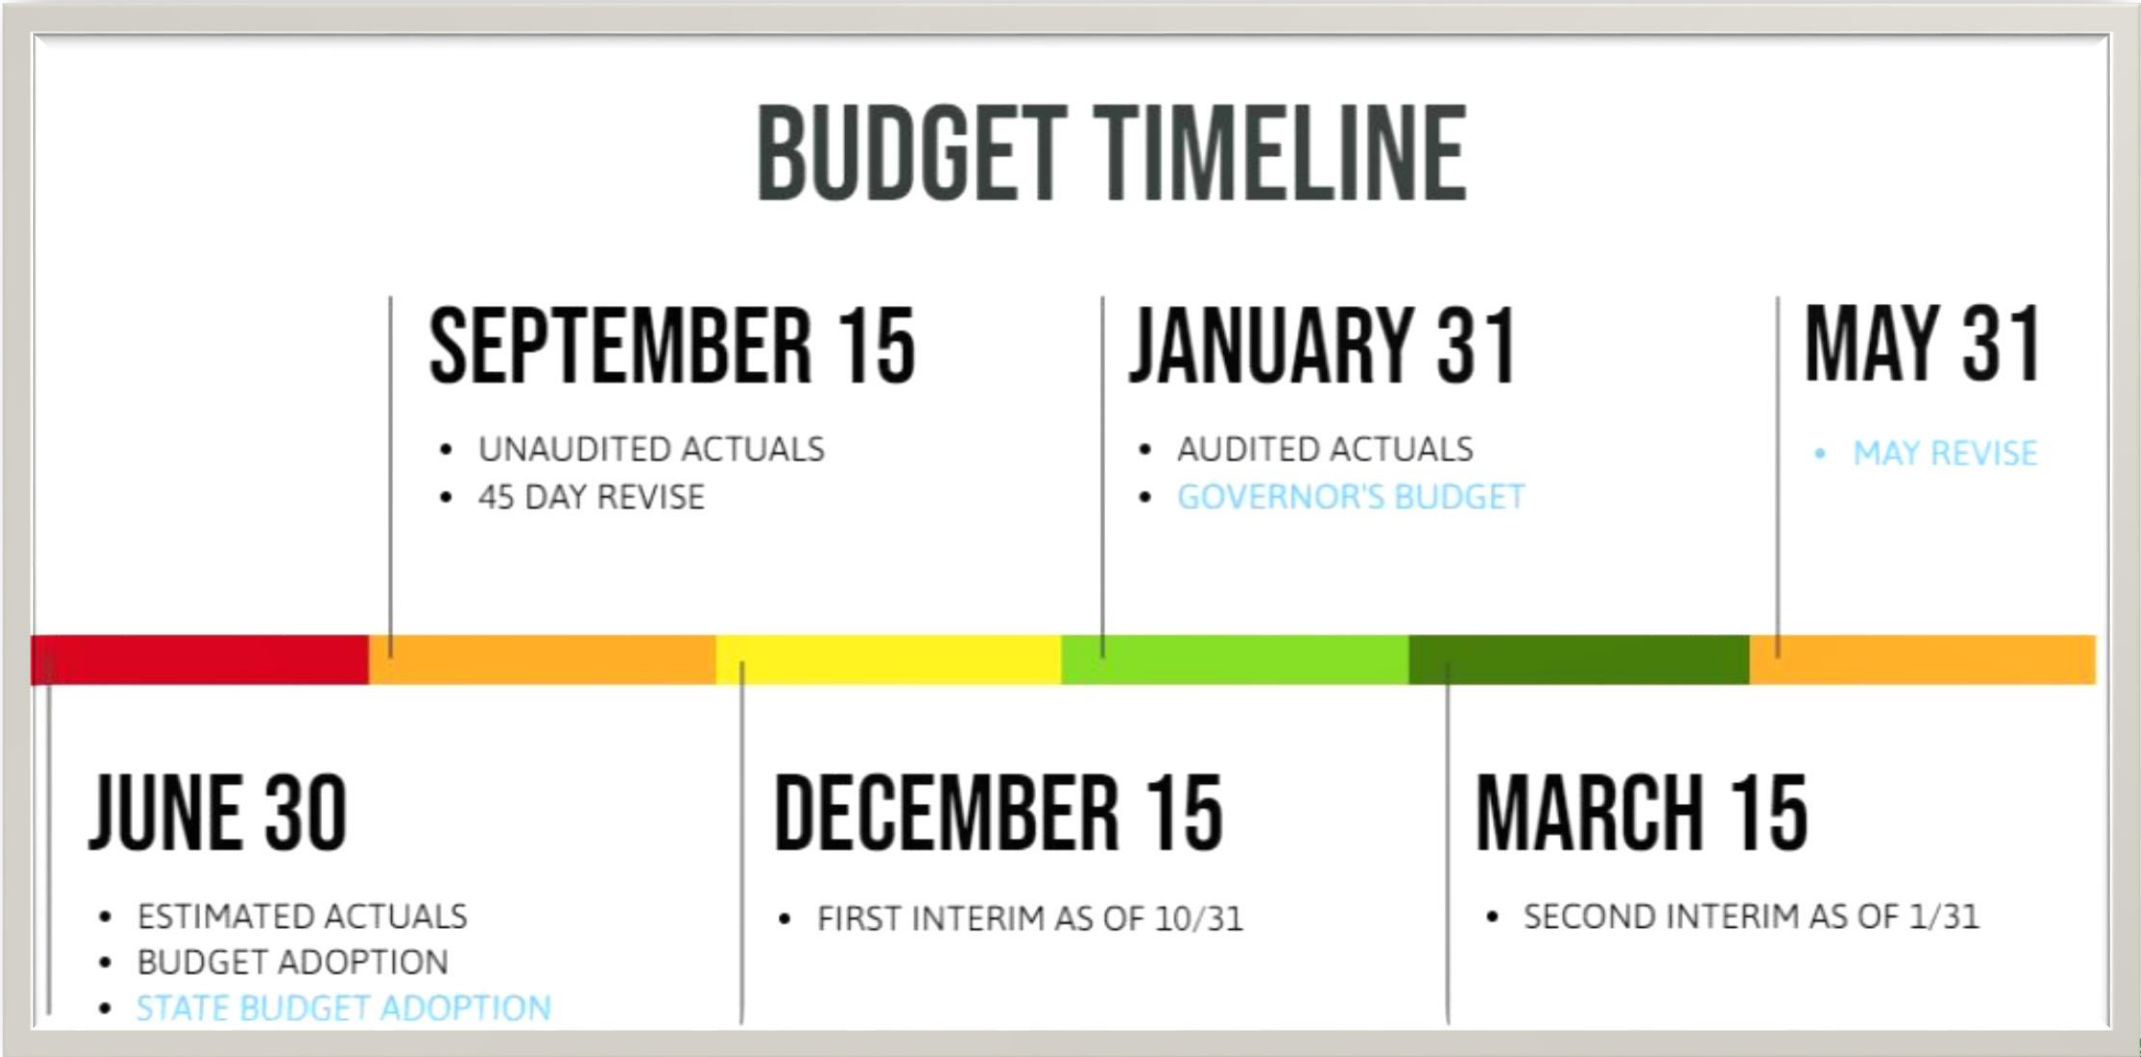 BUDGET TIMELINE
SEPTEMBER 15
• UNAUDITED ACTUALS
• 45 DAY REVISE
JANUARY 31
• AUDITED ACTUALS
• GOVERNOR'S BUDGET
MAY 31
• MAY REVISE
JUNE 30
• ESTIMATED ACTUALS
• BUDGET ADOPTION
• STATE BUDGET ADOPTION
DECEMBER 15
• FIRST INTERIM AS OF 10/31
MARCH 15
• SECOND INTERIM AS OF 1/31